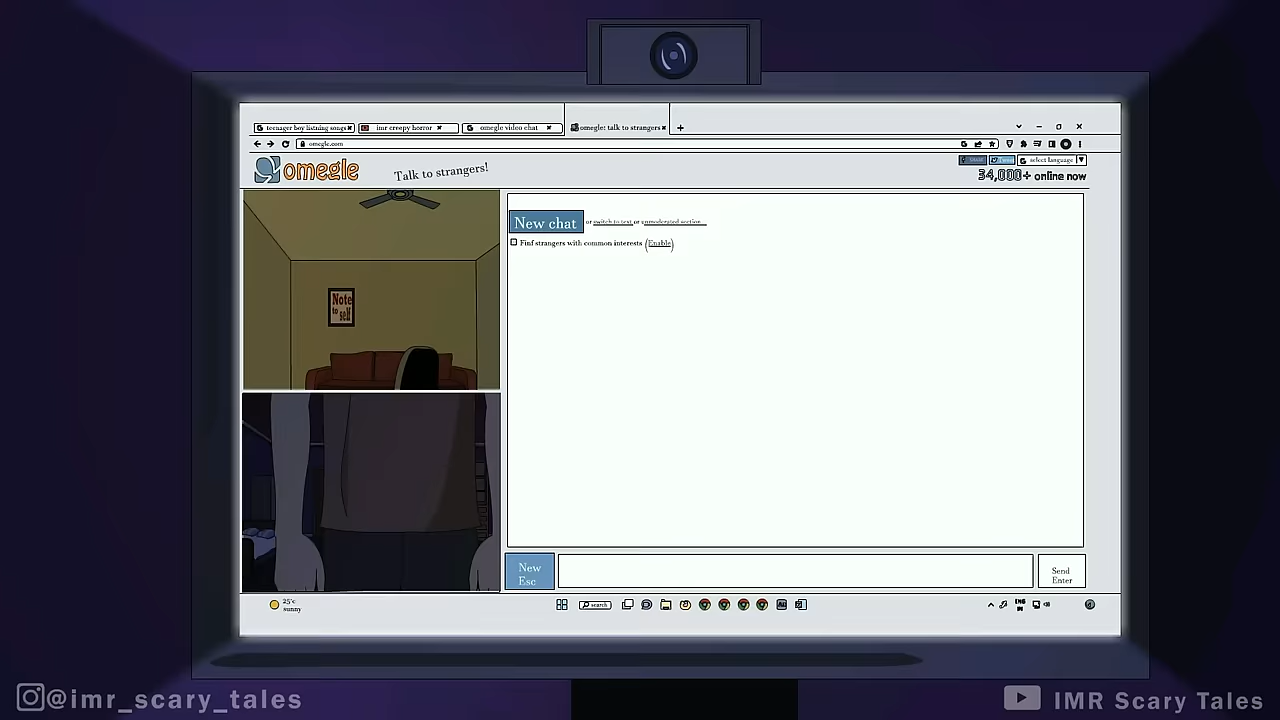 teenager boy listning songs
imr creepy horror
omegle video chat
omegle: talk to strangers
omegle.com
omegle
Talk to strangers!
select language
34,000+ online now
Note
to self
New chat or switch to text or unmoderated section
Finf strangers with common interests (Enable)
New
Esc
Send
Enter
25°c
sunny
search
ENG
@imr_scary_tales
IMR Scary Tales